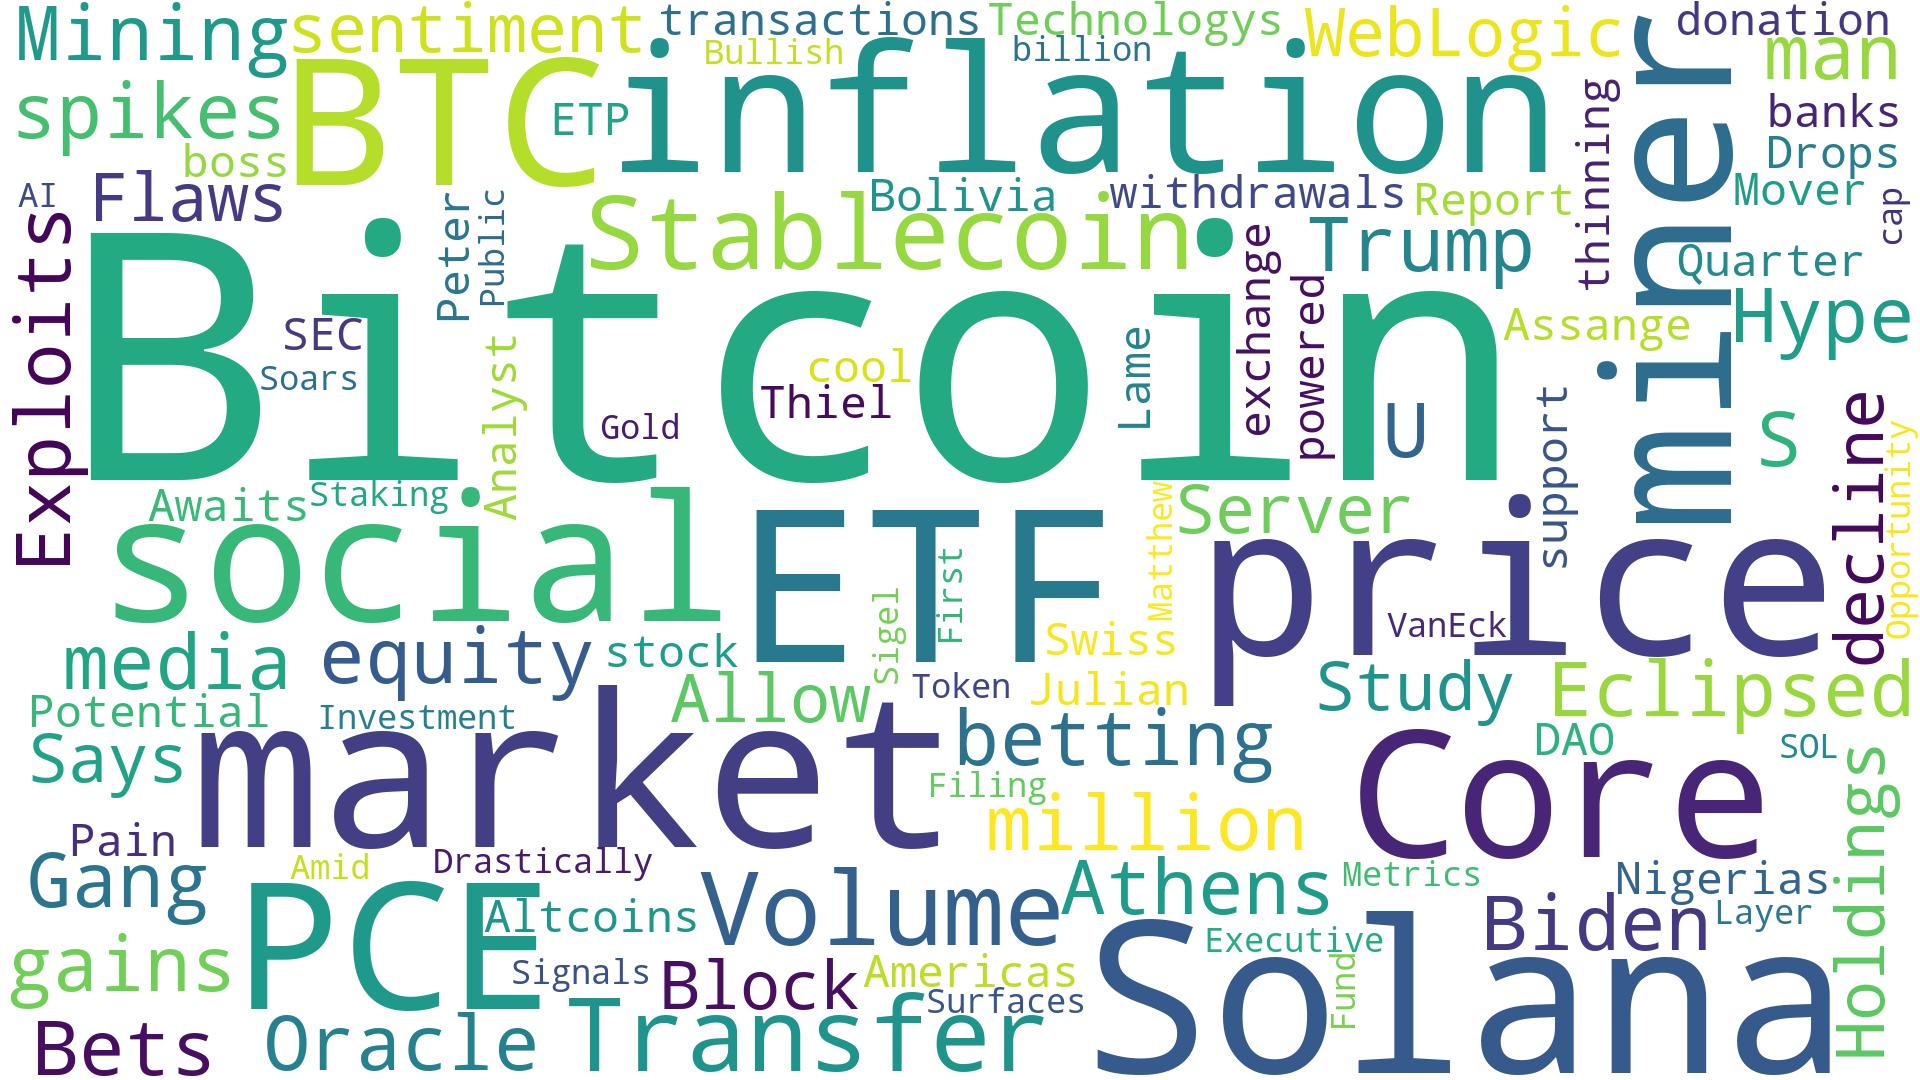 Mining
sentiment
transactions
Technologys
WebLogic
donation
Bullish
billion
man
spikes
BTC
ETP
inflation
miner
thinning
banks
boss
Drops
AI
Flaws
Peter
Public
Stablecoin
Bolivia
withdrawals
Report
Mover
cap
Exploits
Bitcoin
Trump
exchange
powered
Quarter
SEC
Soars
Analyst
cool
Thiel
Gold
Lame
U
Assange
Hype
support
S
decline
Opportunity
Awaits
Staking
Server
social
ETF
First
Sigel
Matthew
price
VanEck
Swiss
media
equity
stock
Allow
Token
Julian
Study
Eclipsed
Potential
Investment
Says
market
betting
DAO
SOL
Core
Holdings
Filing
million
Pain
Gang
Amid
Drastically
Athens
Metrics
Nigerias
PCE
Altcoins
Volume
Executive
Biden
Layer
gains
Signals
Block
Americas
Surfaces
Fund
Solana
Bets
Oracle
Transfer